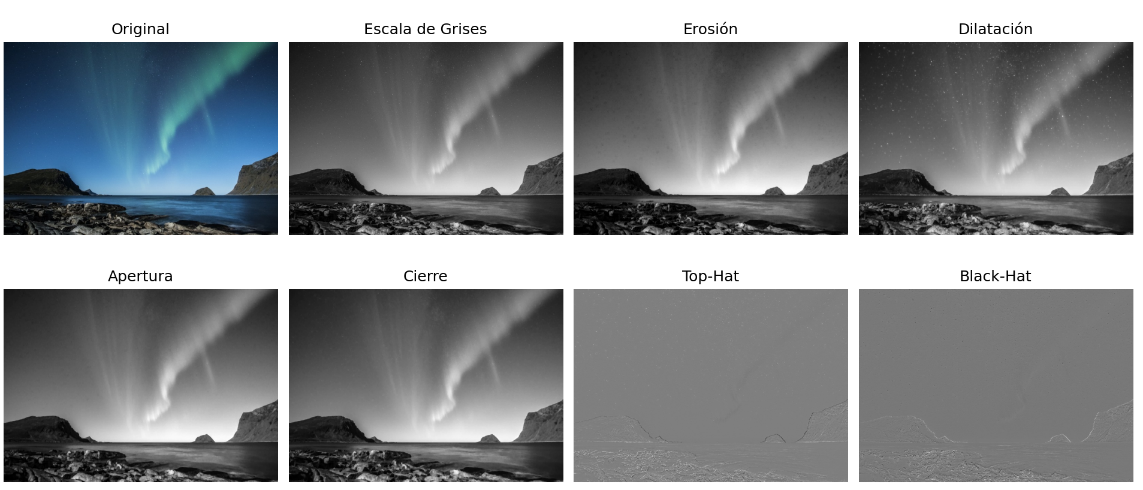 Original
Escala de Grises
Erosión
Dilatación
Apertura
Cierre
Top-Hat
Black-Hat